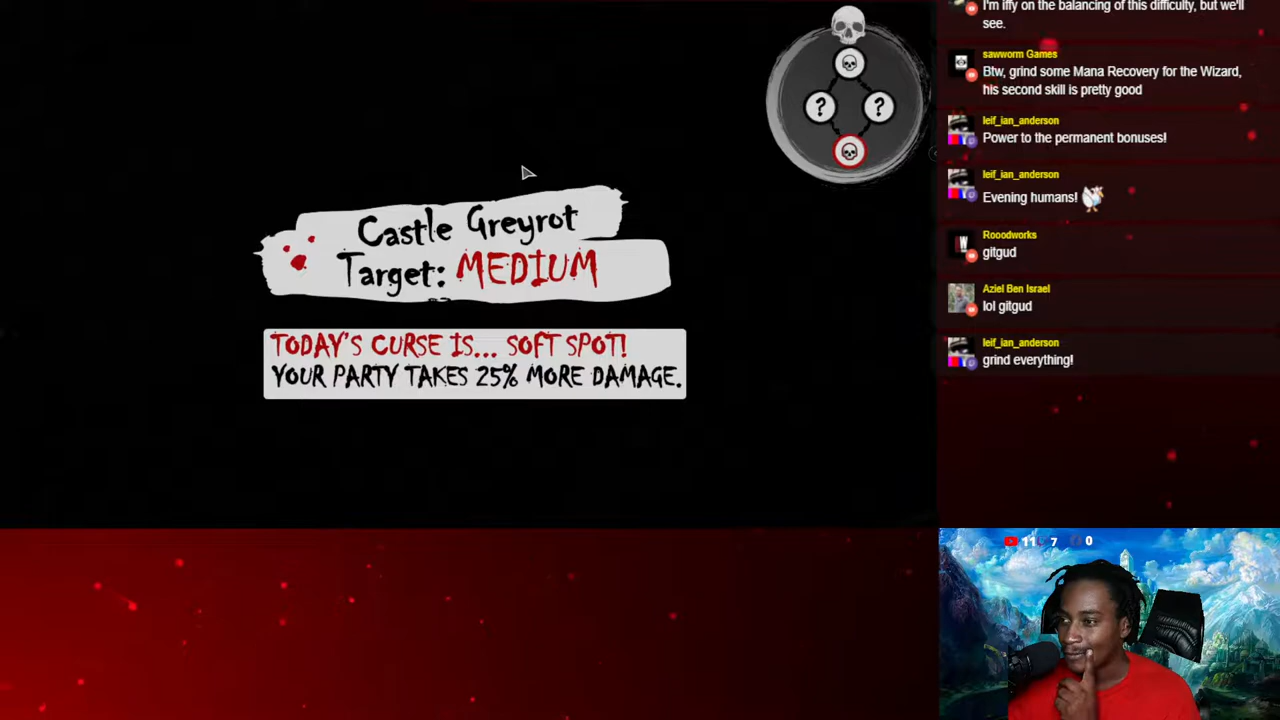 Castle Greyrot
Target: MEDIUM
TODAY'S CURSE IS... SOFT SPOT!
YOUR PARTY TAKES 25% MORE DAMAGE.
?
?
I'm iffy on the balancing of this difficulty, but we'll
see.
sawworm Games
Btw, grind some Mana Recovery for the Wizard,
his second skill is pretty good
leif_ian_anderson
Power to the permanent bonuses!
leif_ian_anderson
Evening humans!
Rooodworks
gitgud
Aziel Ben Israel
lol gitgud
leif_ian_anderson
grind everything!
11 7 0